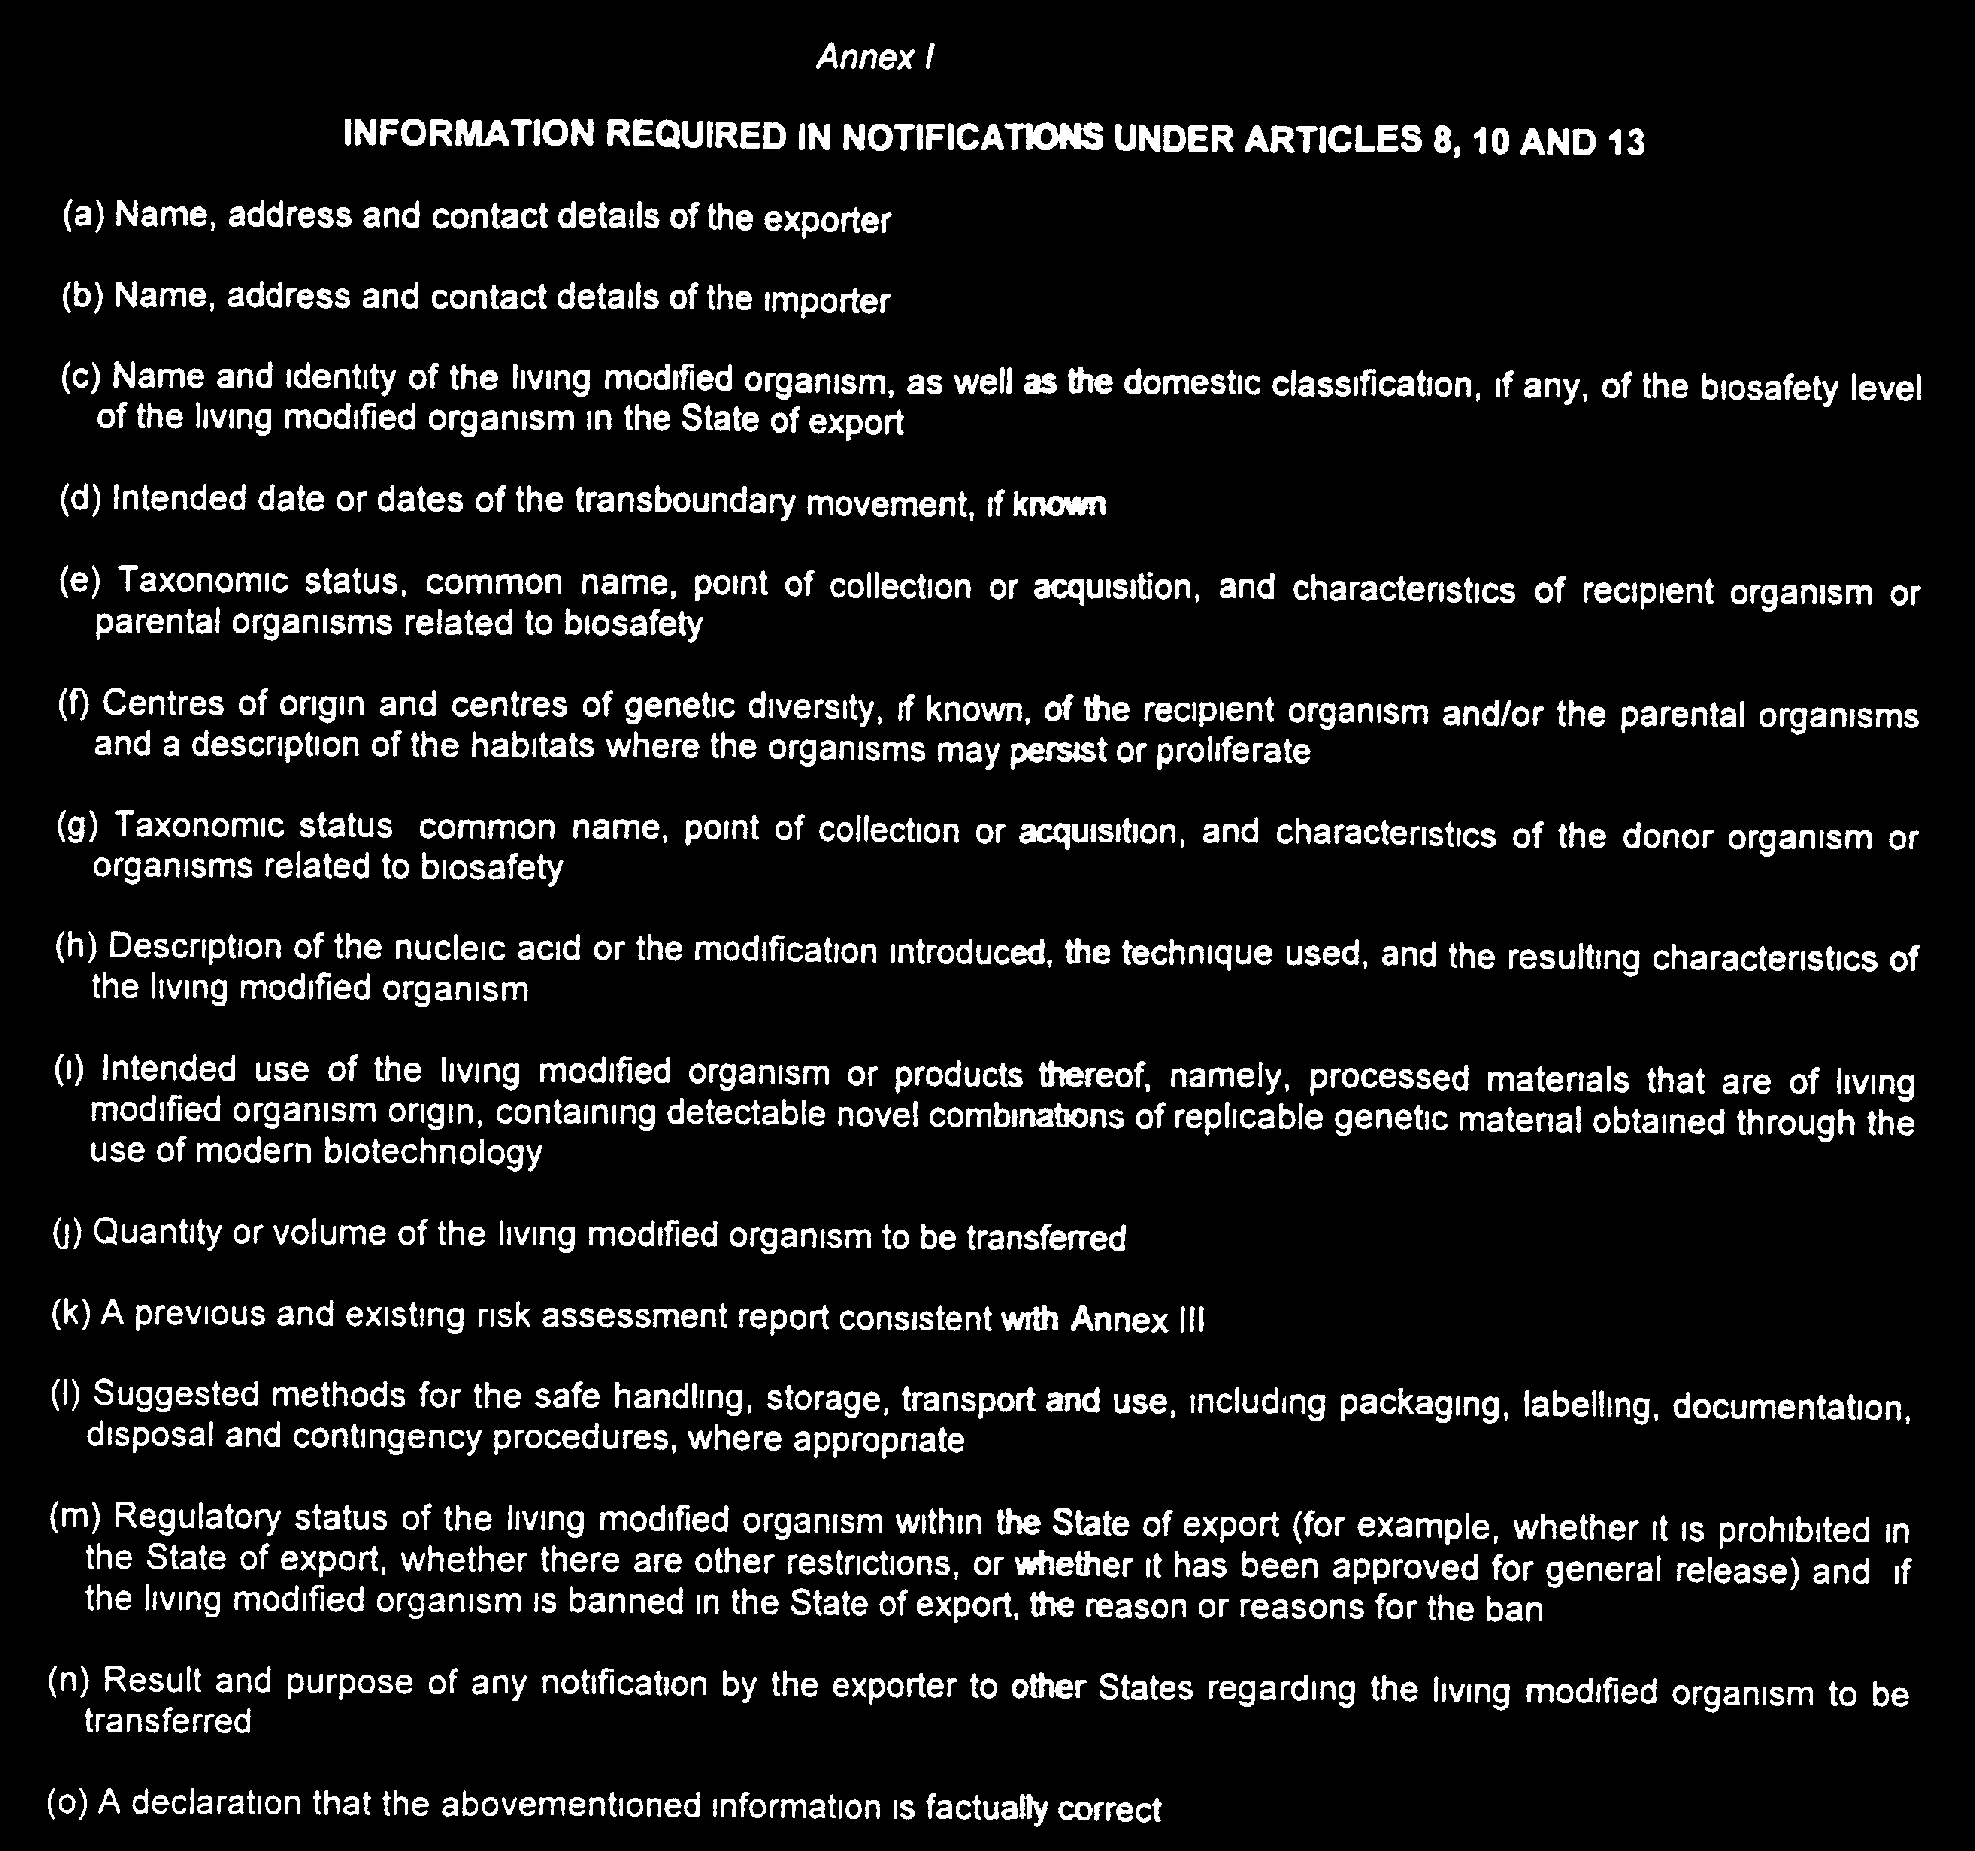 Annex I
INFORMATION REQUIRED IN NOTIFICATIONS UNDER ARTICLES 8, 10 AND 13
(a) Name, address and contact details of the exporter
(b) Name, address and contact details of the importer
(c) Name and identity of the living modified organism, as well as the domestic classification, if any, of the biosafety level
of the living modified organism in the State of export
(d) Intended date or dates of the transboundary movement, if known
(e) Taxonomic status, common name, point of collection or acquisition, and characteristics of recipient organism or
parental organisms related to biosafety
(f) Centres of origin and centres of genetic diversity, if known, of the recipient organism and/or the parental organisms
and a description of the habitats where the organisms may persist or proliferate
(g) Taxonomic status common name, point of collection or acquisition, and characteristics of the donor organism or
organisms related to biosafety
(h) Description of the nucleic acid or the modification introduced, the technique used, and the resulting characteristics of
the living modified organism
(i) Intended use of the living modified organism or products thereof, namely, processed materials that are of living
modified organism origin, containing detectable novel combinations of replicable genetic material obtained through the
use of modern biotechnology
(j) Quantity or volume of the living modified organism to be transferred
(k) A previous and existing risk assessment report consistent with Annex III
(l) Suggested methods for the safe handling, storage, transport and use, including packaging, labelling, documentation,
disposal and contingency procedures, where appropriate
(m) Regulatory status of the living modified organism within the State of export (for example, whether it is prohibited in
the State of export, whether there are other restrictions, or whether it has been approved for general release) and if
the living modified organism is banned in the State of export, the reason or reasons for the ban
(n) Result and purpose of any notification by the exporter to other States regarding the living modified organism to be
transferred
(o) A declaration that the abovementioned information is factually correct